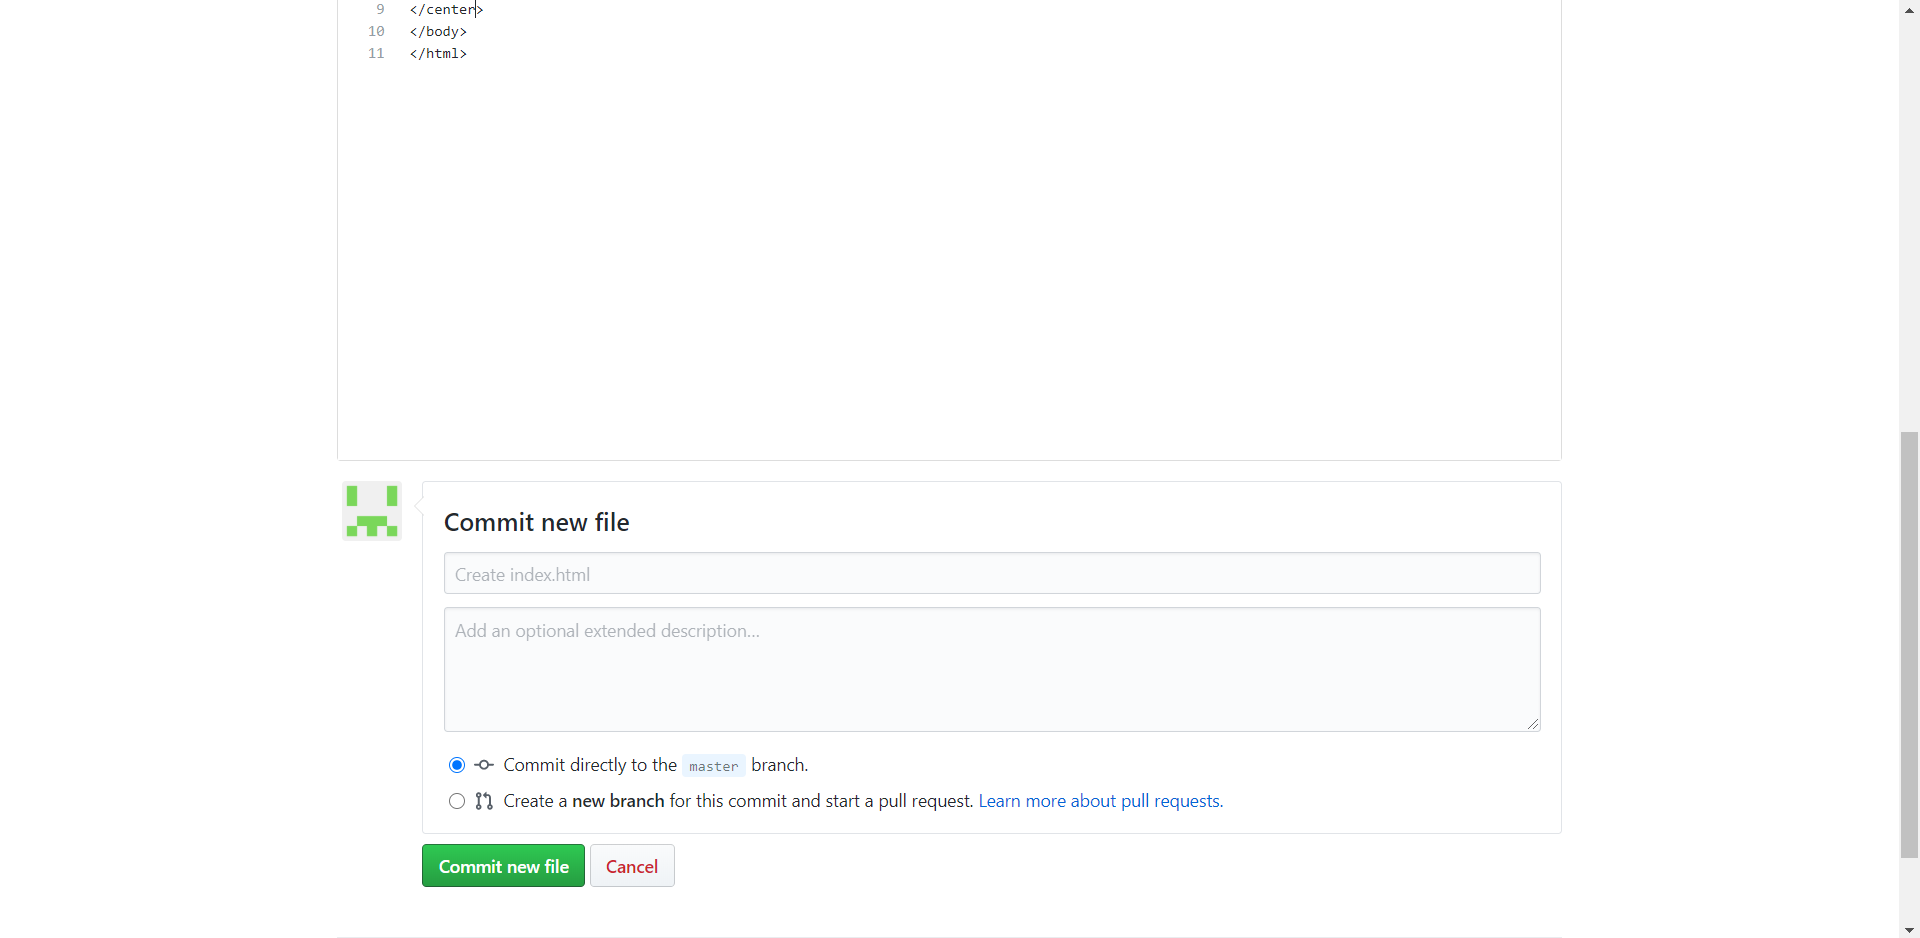 9 </center>
10 </body>
11 </html>
Commit new file
Create index.html
Add an optional extended description...
Commit directly to the master branch.
Create a new branch for this commit and start a pull request. Learn more about pull requests.
Commit new file Cancel